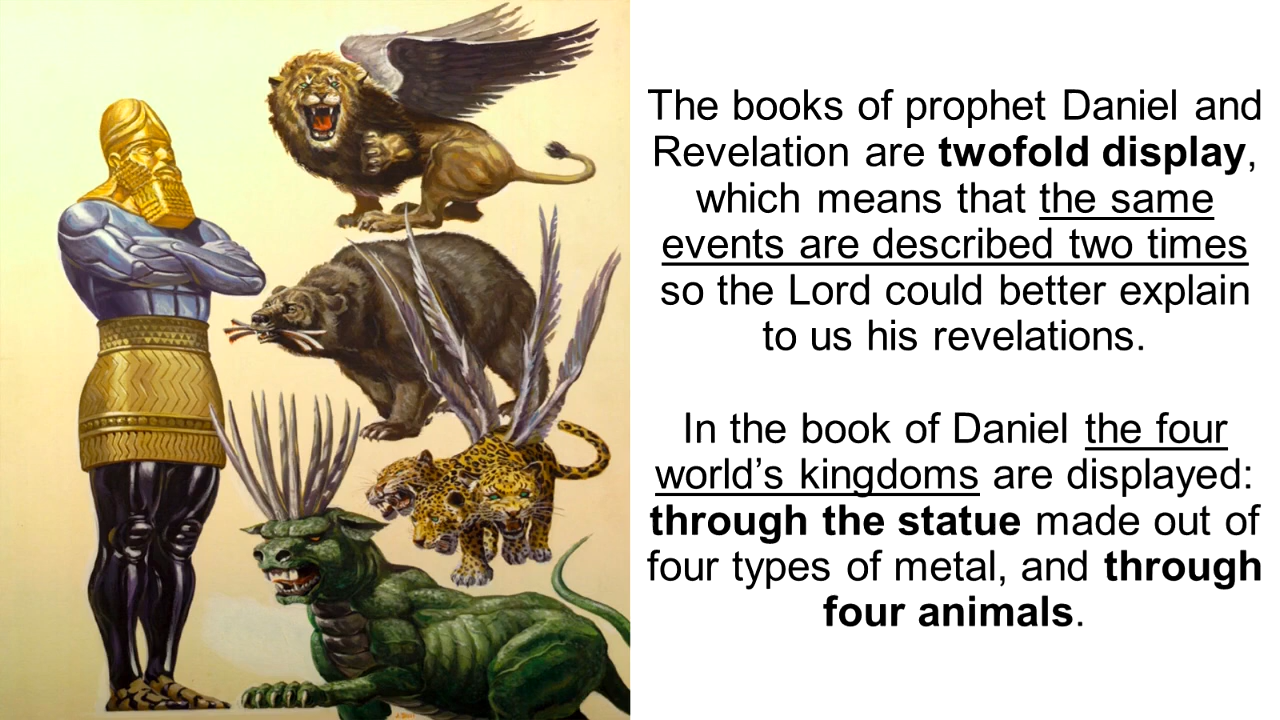 The books of prophet Daniel and
Revelation are twofold display,
which means that the same
events are described two times
so the Lord could better explain
to us his revelations.
In the book of Daniel the four
world’s kingdoms are displayed:
through the statue made out of
four types of metal, and through
four animals.